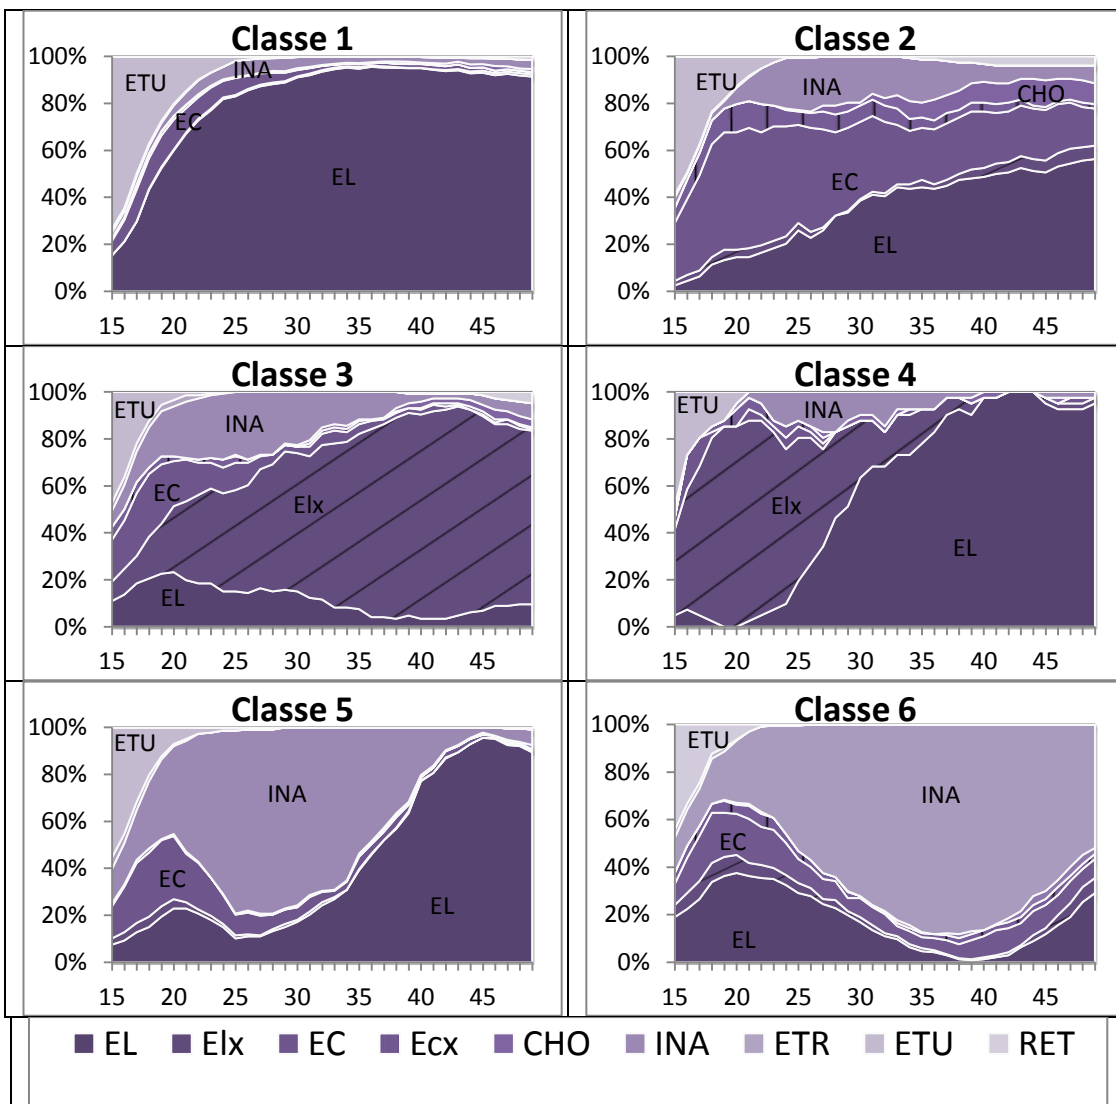 Classe 1
100%
80%
60%
40%
20%
0%
ETU
INA
EC
EL
15 20 25 30 35 40 45
Classe 2
100%
80%
60%
40%
20%
0%
ETU
INA
CHO
EC
EL
15 20 25 30 35 40 45
Classe 3
100%
80%
60%
40%
20%
0%
ETU
INA
EC
Elx
EL
15 20 25 30 35 40 45
Classe 4
100%
80%
60%
40%
20%
0%
ETU
INA
Elx
EL
15 20 25 30 35 40 45
Classe 5
100%
80%
60%
40%
20%
0%
ETU
INA
EC
EL
15 20 25 30 35 40 45
Classe 6
100%
80%
60%
40%
20%
0%
ETU
INA
EC
EL
15 20 25 30 35 40 45
EL Elx EC Ecx CHO INA ETR ETU RET